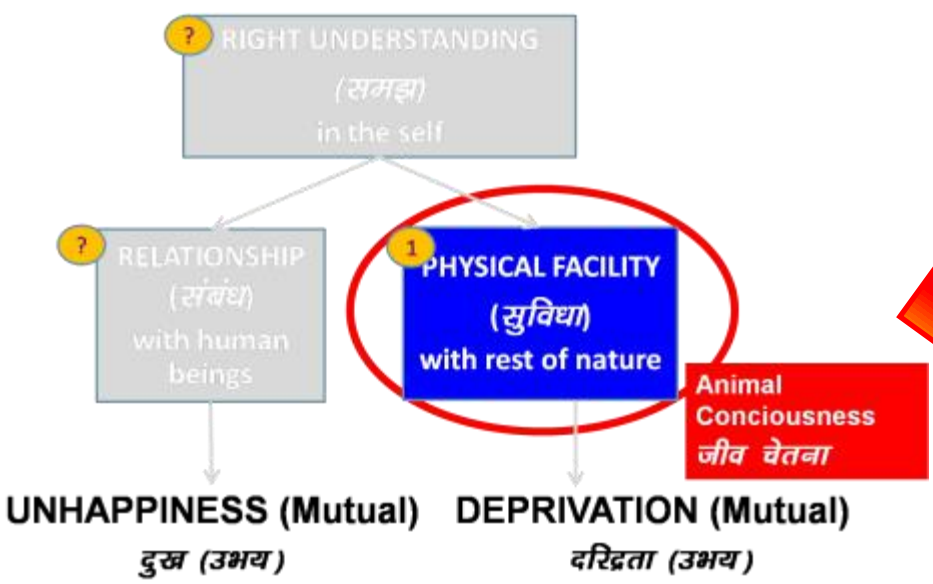 ?
RIGHT UNDERSTANDING
(समझ)
in the self
?
RELATIONSHIP
(संबंध)
with human
beings
1
PHYSICAL FACILITY
(सुविधा)
with rest of nature
Animal
Conciousness
जीव चेतना
UNHAPPINESS (Mutual)
दुख (उभय)
DEPRIVATION (Mutual)
दरिद्रता (उभय)